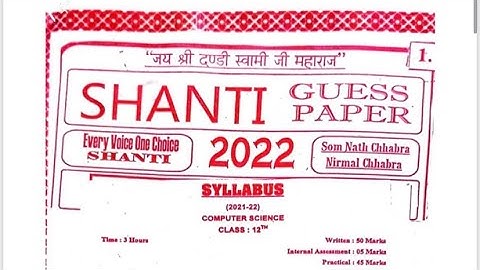 "जय श्री दण्डी स्वामी जी महाराज"
1.
SHANTI GUESS PAPER
Every Voice One Choice
SHANTI
2022
Som Nath Chhabra
Nirmal Chhabra
SYLLABUS
(2021-22)
COMPUTER SCIENCE
CLASS : 12TH
Time : 3 Hours
Written : 50 Marks
Internal Assessment : 05 Marks
Practical : 45 Marks